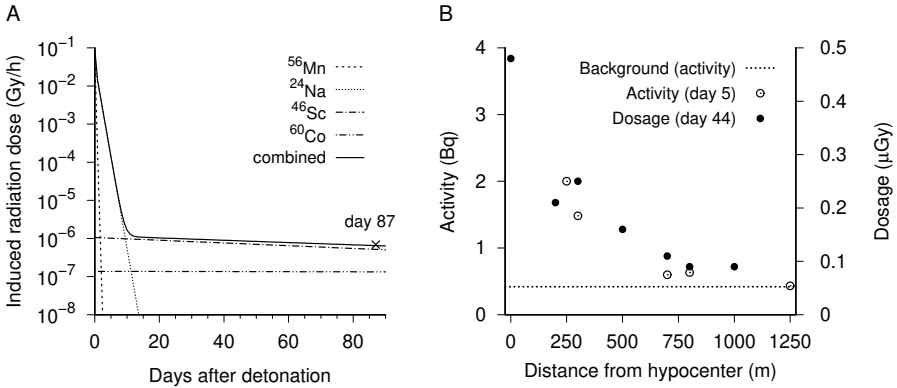 A
Induced radiation dose (Gy/h)
10⁻¹
10⁻²
10⁻³
10⁻⁴
10⁻⁵
10⁻⁶
10⁻⁷
10⁻⁸
⁵⁶Mn
²⁴Na
⁴⁶Sc
⁶⁰Co
combined
day 87
0 20 40 60 80
Days after detonation
B
Activity (Bq)
4
3
2
1
0
Background (activity)
Activity (day 5)
Dosage (day 44)
0.5
0.4
0.3
0.2
0.1
0
Dosage (µGy)
0 250 500 750 1000 1250
Distance from hypocenter (m)